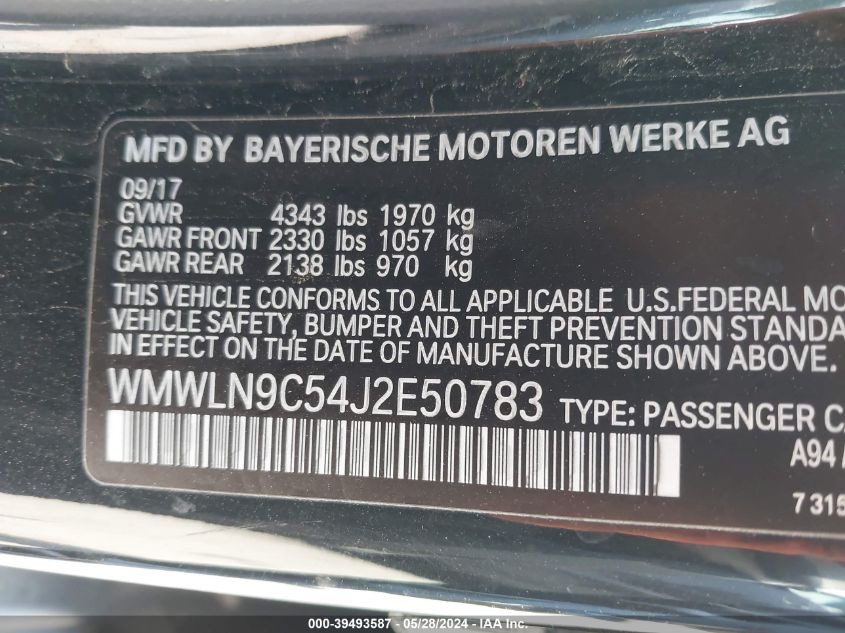 MFD BY BAYERISCHE MOTOREN WERKE AG
09/17
GVWR 4343 lbs 1970 kg
GAWR FRONT 2330 lbs 1057 kg
GAWR REAR 2138 lbs 970 kg
THIS VEHICLE CONFORMS TO ALL APPLICABLE U.S.FEDERAL MO
VEHICLE SAFETY, BUMPER AND THEFT PREVENTION STANDA
IN EFFECT ON THE DATE OF MANUFACTURE SHOWN ABOVE.
WMWLN9C54J2E50783 TYPE: PASSENGER CA
A94
7 315
000-39493587 - 05/28/2024 - IAA Inc.